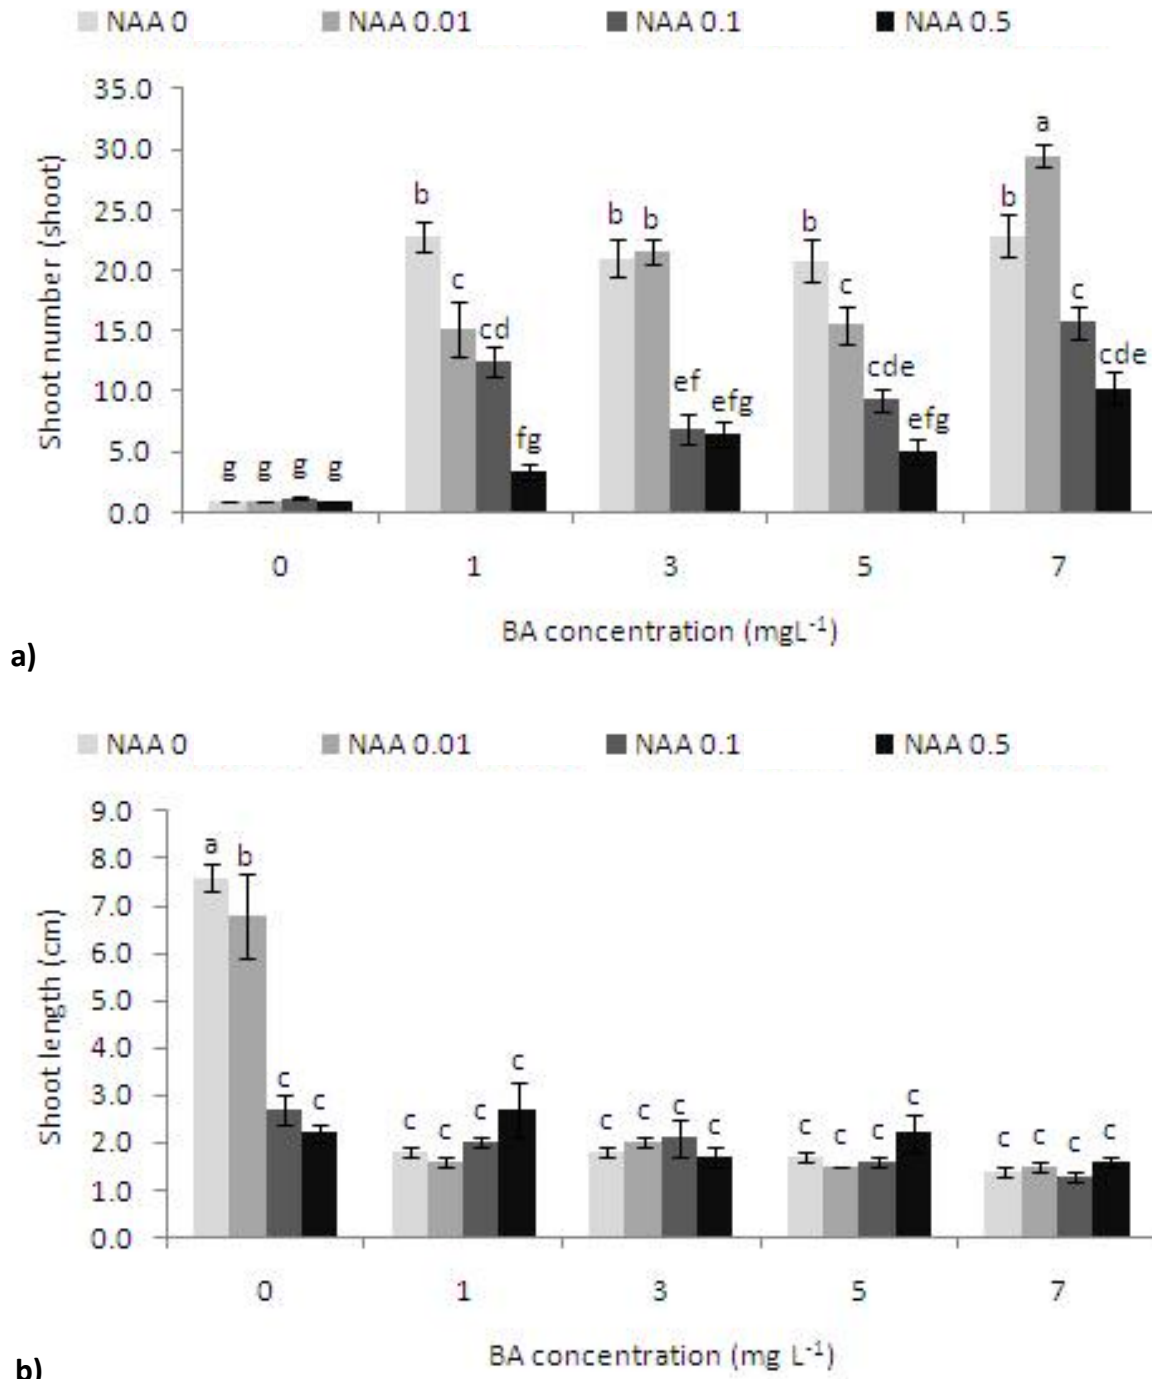 NAA 0 NAA 0.01 NAA 0.1 NAA 0.5
35.0
30.0
25.0
20.0
15.0
10.0
5.0
0.0
Shoot number (shoot)
g g g g
b c cd fg
b b ef efg
b c cde efg
b a c cde
0 1 3 5 7
BA concentration (mgL⁻¹)
a)
NAA 0 NAA 0.01 NAA 0.1 NAA 0.5
9.0
8.0
7.0
6.0
5.0
4.0
3.0
2.0
1.0
0.0
Shoot length (cm)
a b c c
c c c c
c c c c
c c c c
c c c c
0 1 3 5 7
BA concentration (mg L⁻¹)
b)